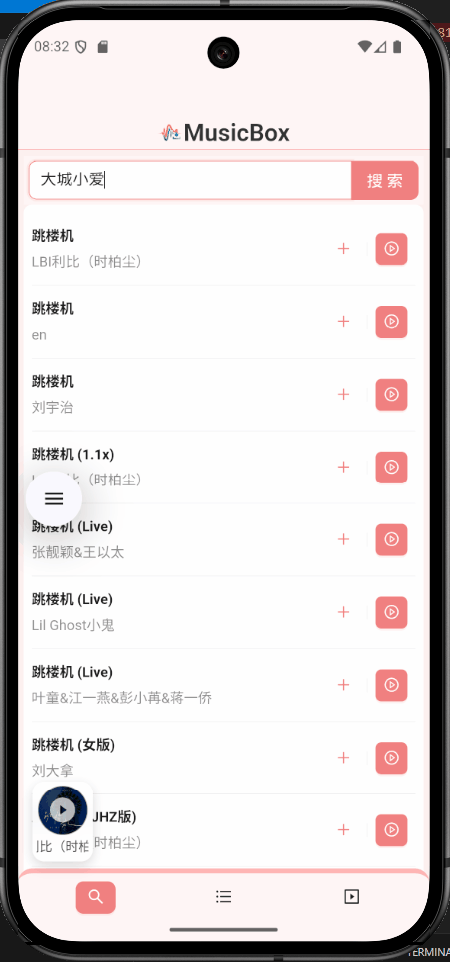 31
08:32
MusicBox
大城小爱
搜 索
跳楼机
LBI利比（时柏尘）
跳楼机
en
跳楼机
刘宇治
跳楼机 (1.1x)
比（时柏尘）
跳楼机 (Live)
张靓颖&王以太
跳楼机 (Live)
Lil Ghost小鬼
跳楼机 (Live)
叶童&江一燕&彭小苒&蒋一侨
跳楼机 (女版)
刘大拿
JHZ版)
时柏尘）
利比（时柏
TERMINA